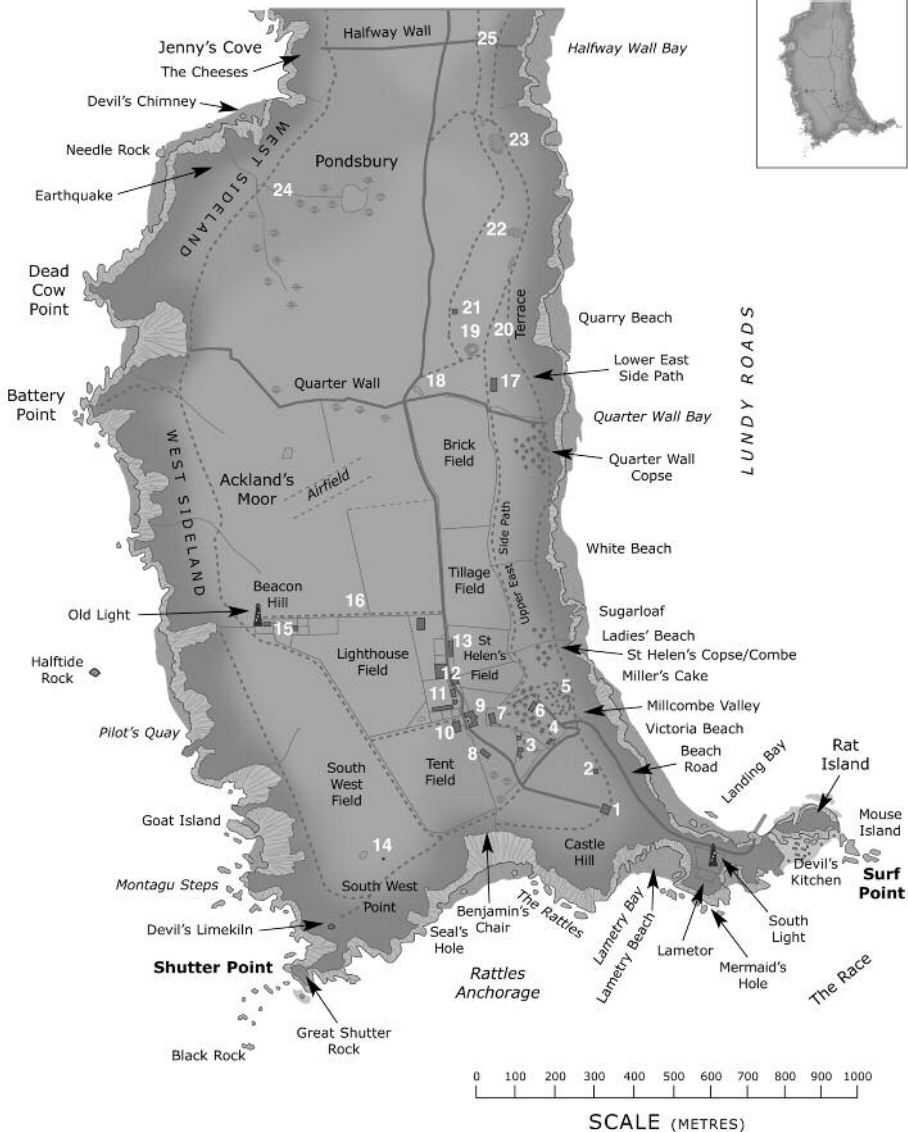 Halfway Wall
25
Jenny's Cove
The Cheeses
Halfway Wall Bay
Devil's Chimney
Needle Rock
Earthquake
WEST SIDELAND
Pondsbury
23
24
22
Dead
Cow
Point
21
19
20
Terrace
Quarry Beach
Lower East
Side Path
LUNDY ROADS
Quarter Wall
18
17
Battery
Point
Quarter Wall Bay
Brick
Field
Quarter Wall
Copse
WEST SIDELAND
Ackland's
Moor
Airfield
Upper East Side Path
White Beach
Tillage
Field
Beacon
Hill
16
Old Light
15
Sugarloaf
Ladies' Beach
St Helen's Copse/Combe
Miller's Cake
Halftide
Rock
Lighthouse
Field
13
St
Helen's
Field
12
11
5
6
Millcombe Valley
9
7
4
Victoria Beach
Pilot's Quay
10
8
3
Beach
Road
Landing Bay
Rat
Island
Tent
Field
2
South
West
Field
1
Mouse
Island
Goat Island
14
Castle
Hill
Devil's
Kitchen
Surf
Point
Montagu Steps
South West
Point
Benjamin's
Chair
The Rattles
Lametry Bay
Lametry Beach
South
Light
Devil's Limekiln
Seal's
Hole
Lametor
Mermaid's
Hole
Shutter Point
Rattles
Anchorage
The Race
Great Shutter
Rock
Black Rock
0 100 200 300 400 500 600 700 800 900 1000
SCALE (METRES)